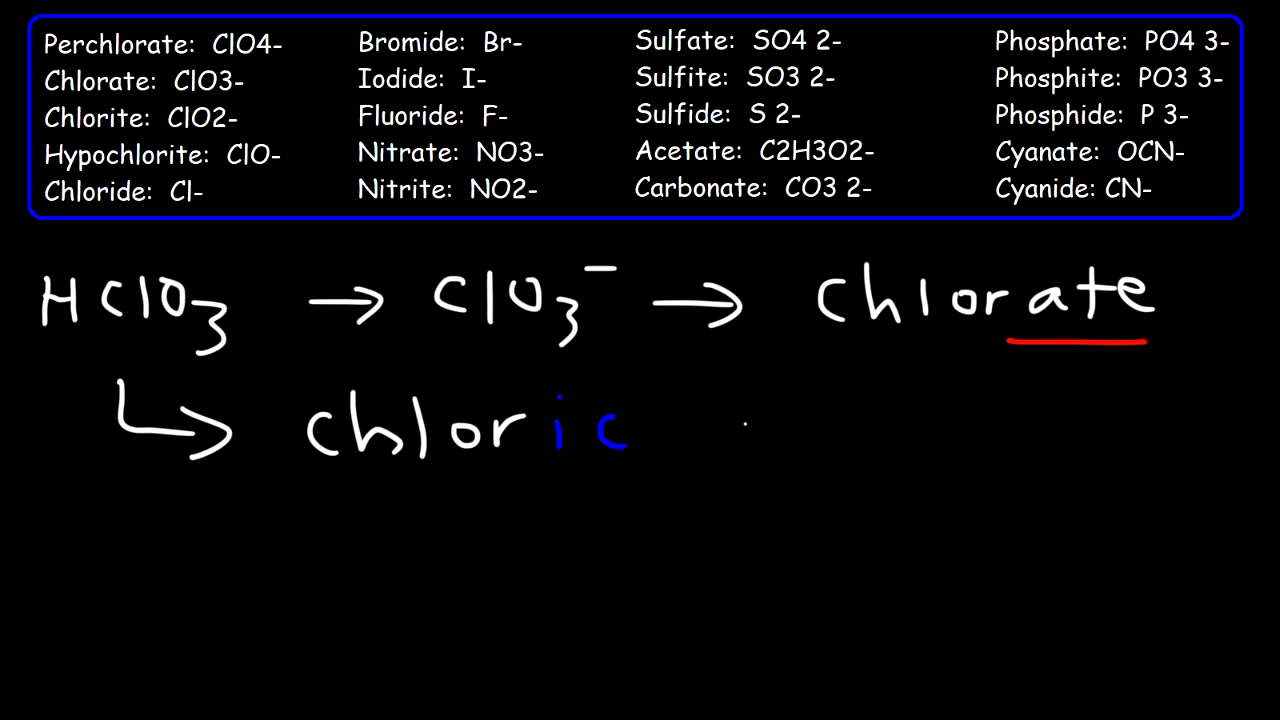 Perchlorate: ClO4-
Chlorate: ClO3-
Chlorite: ClO2-
Hypochlorite: ClO-
Chloride: Cl-
Bromide: Br-
Iodide: I-
Fluoride: F-
Nitrate: NO3-
Nitrite: NO2-
Sulfate: SO4 2-
Sulfite: SO3 2-
Sulfide: S 2-
Acetate: C2H3O2-
Carbonate: CO3 2-
Phosphate: PO4 3-
Phosphite: PO3 3-
Phosphide: P 3-
Cyanate: OCN-
Cyanide: CN-
HClO₃ → ClO₃⁻ → Chlorate
↳ chloric